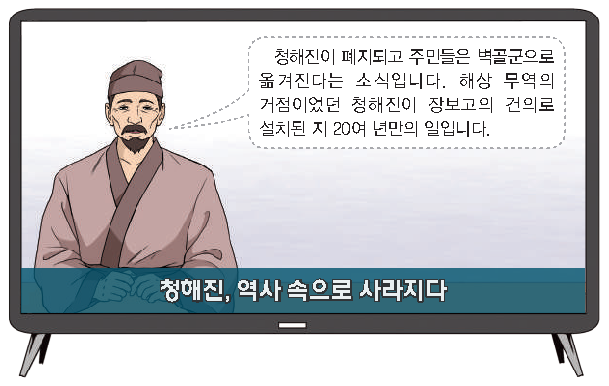 청해진이 폐지되고 주민들은 벽골군으로
옮겨진다는 소식입니다. 해상 무역의
거점이었던 청해진이 장보고의 건의로
설치된 지 20여 년만의 일입니다.
청해진, 역사 속으로 사라지다